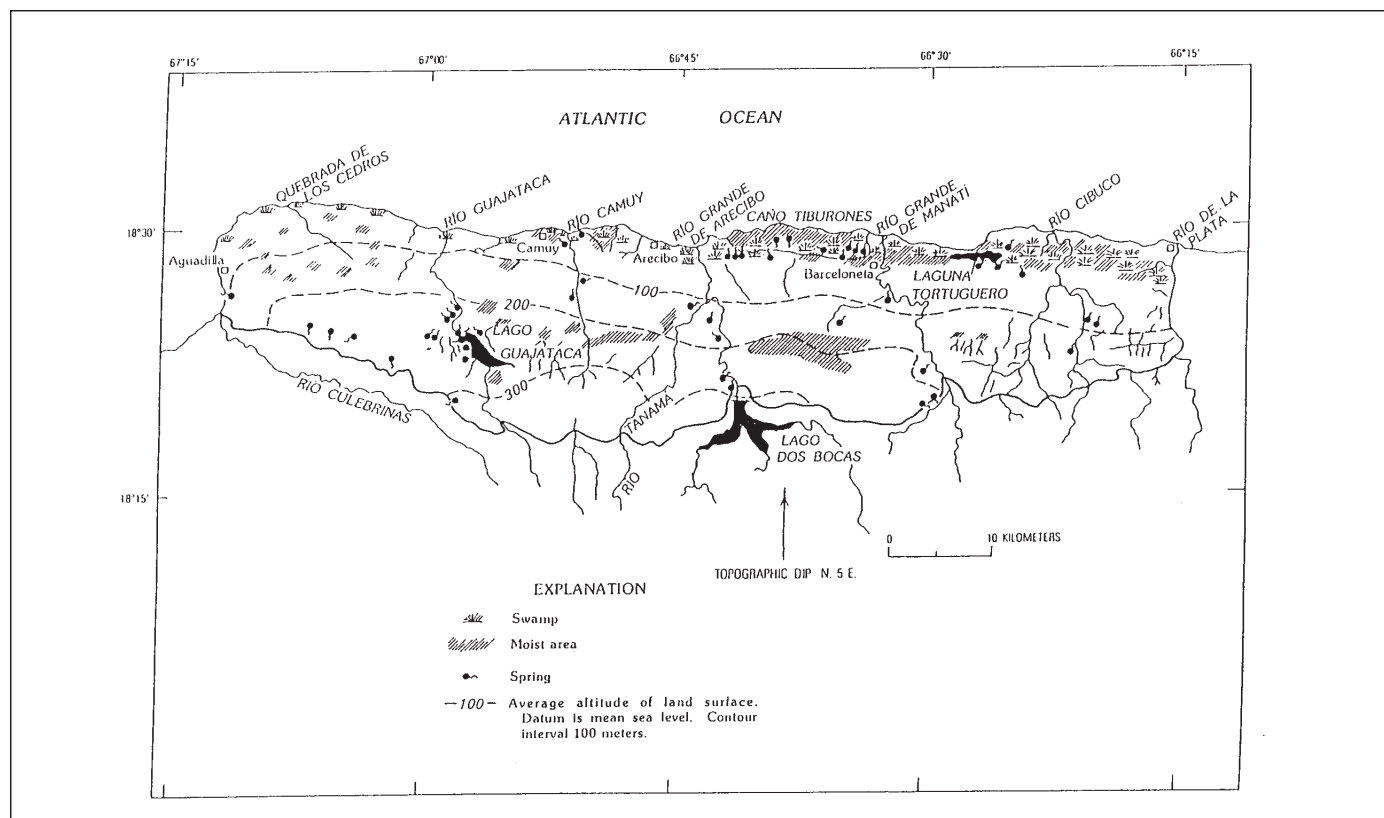 67°15'
67°00'
66°45'
66°30'
66°15'
ATLANTIC OCEAN
QUEBRADA DE
LOS CEDROS
RÍO GUAJATACA
RÍO CAMUY
RÍO GRANDE
DE ARECIBO
CAÑO TIBURONES
RÍO GRANDE
DE MANATÍ
RÍO CIBUCO
RÍO DE LA
PLATA
18°30'
Aguadilla
Camuy
Arecibo
Barceloneta
LAGUNA
TORTUGUERO
100
200
LAGO
GUAJATACA
300
RÍO CULEBRINAS
TANAMA
RÍO
LAGO
DOS BOCAS
18°15'
0 10 KILOMETERS
TOPOGRAPHIC DIP N. 5 E.
EXPLANATION
Swamp
Moist area
Spring
—100— Average altitude of land surface.
Datum is mean sea level. Contour
interval 100 meters.